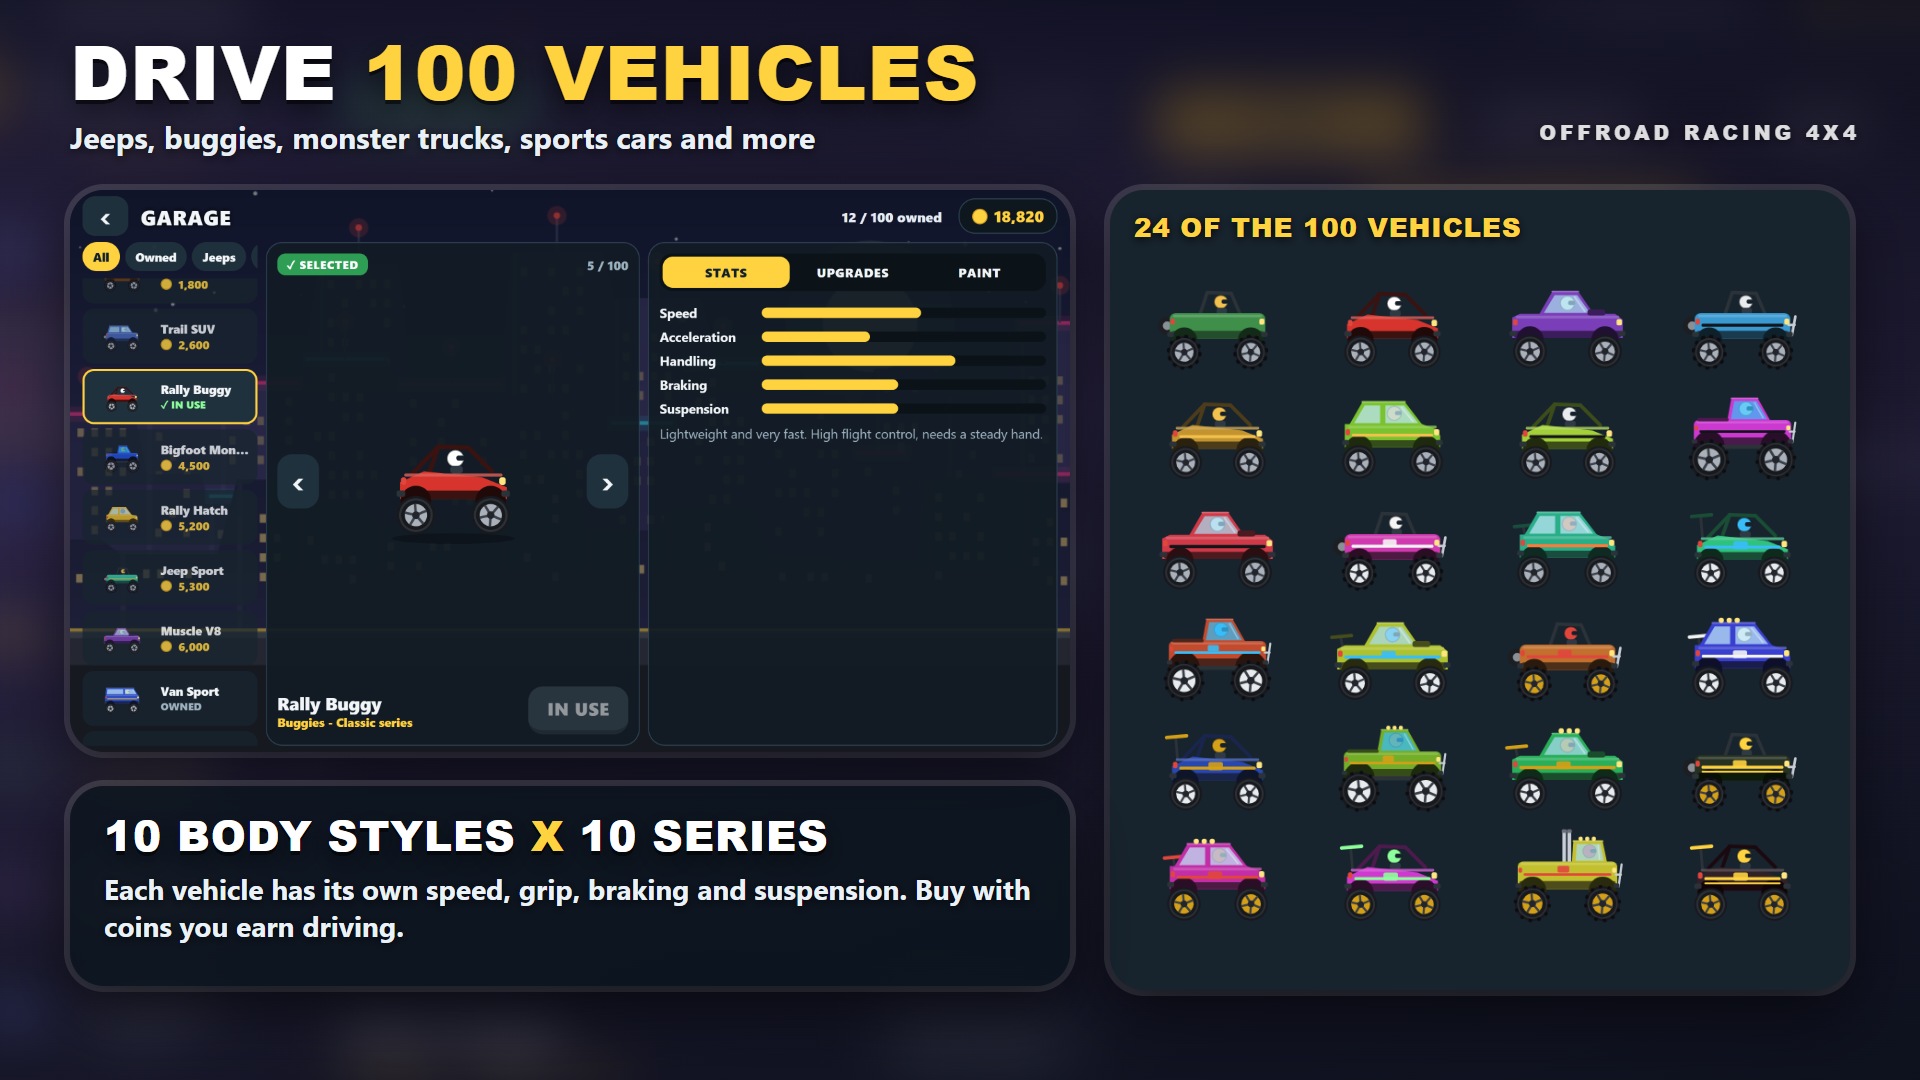 DRIVE 100 VEHICLES
Jeeps, buggies, monster trucks, sports cars and more
OFFROAD RACING 4X4
GARAGE
12 / 100 owned
18,820
All
Owned
Jeeps
1,800
Trail SUV
2,600
Rally Buggy
✓ IN USE
Bigfoot Mon...
4,500
Rally Hatch
5,200
Jeep Sport
5,300
Muscle V8
6,000
Van Sport
OWNED
✓ SELECTED
5 / 100
Rally Buggy
Buggies - Classic series
IN USE
STATS
UPGRADES
PAINT
Speed
Acceleration
Handling
Braking
Suspension
Lightweight and very fast. High flight control, needs a steady hand.
10 BODY STYLES X 10 SERIES
Each vehicle has its own speed, grip, braking and suspension. Buy with
coins you earn driving.
24 OF THE 100 VEHICLES